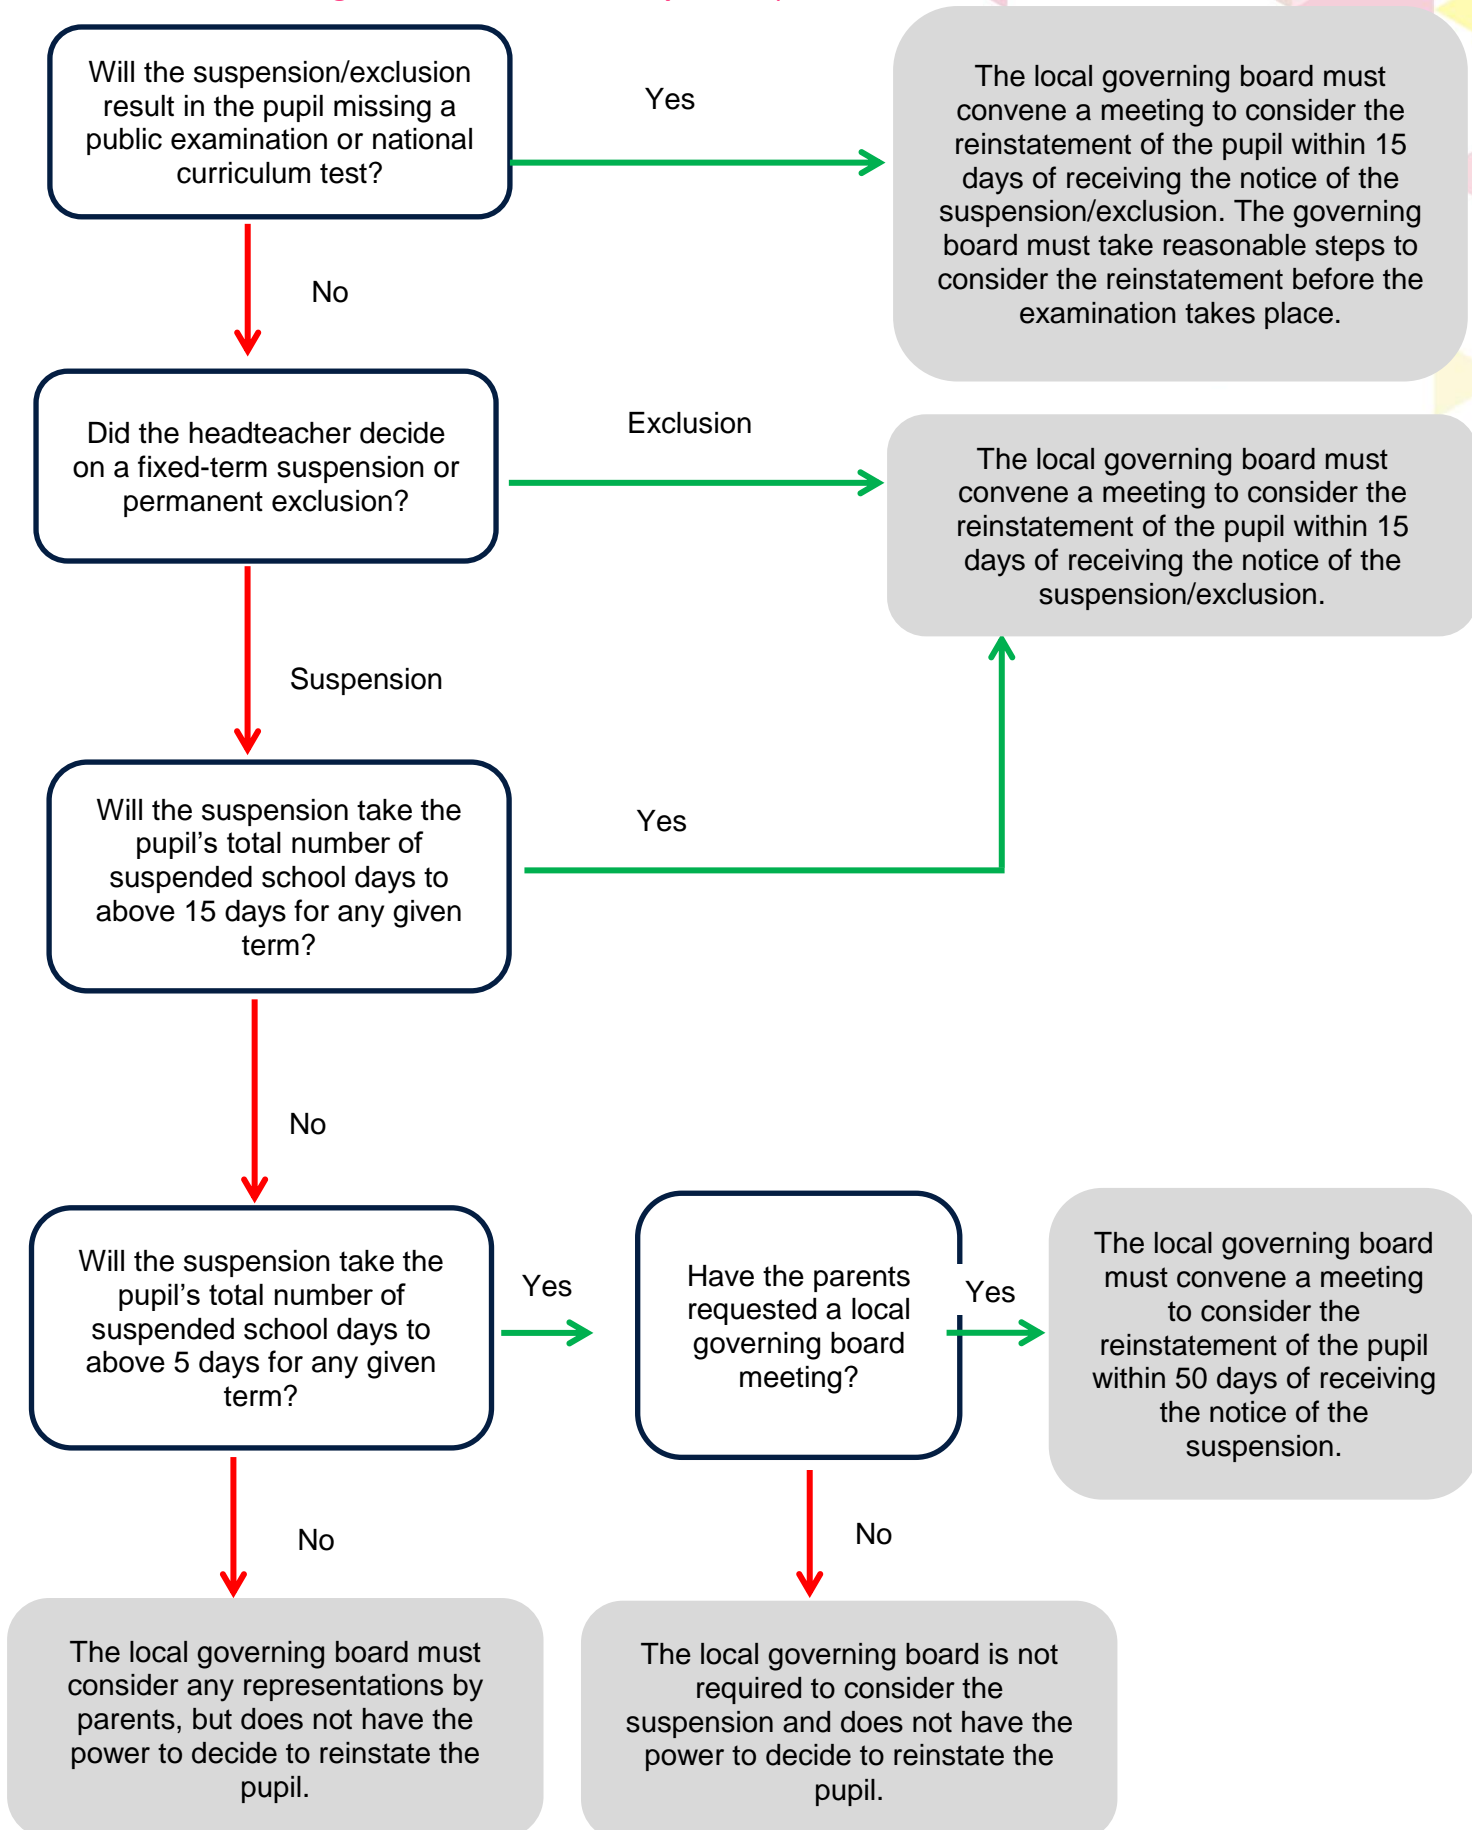 Will the suspension/exclusion
result in the pupil missing a
public examination or national
curriculum test?
Yes
The local governing board must
convene a meeting to consider the
reinstatement of the pupil within 15
days of receiving the notice of the
suspension/exclusion. The governing
board must take reasonable steps to
consider the reinstatement before the
examination takes place.
No
Did the headteacher decide
on a fixed-term suspension or
permanent exclusion?
Exclusion
The local governing board must
convene a meeting to consider the
reinstatement of the pupil within 15
days of receiving the notice of the
suspension/exclusion.
Suspension
Will the suspension take the
pupil’s total number of
suspended school days to
above 15 days for any given
term?
Yes
No
Will the suspension take the
pupil’s total number of
suspended school days to
above 5 days for any given
term?
Yes
Have the parents
requested a local
governing board
meeting?
Yes
The local governing board
must convene a meeting
to consider the
reinstatement of the pupil
within 50 days of receiving
the notice of the
suspension.
No
No
The local governing board must
consider any representations by
parents, but does not have the
power to decide to reinstate the
pupil.
The local governing board is not
required to consider the
suspension and does not have the
power to decide to reinstate the
pupil.